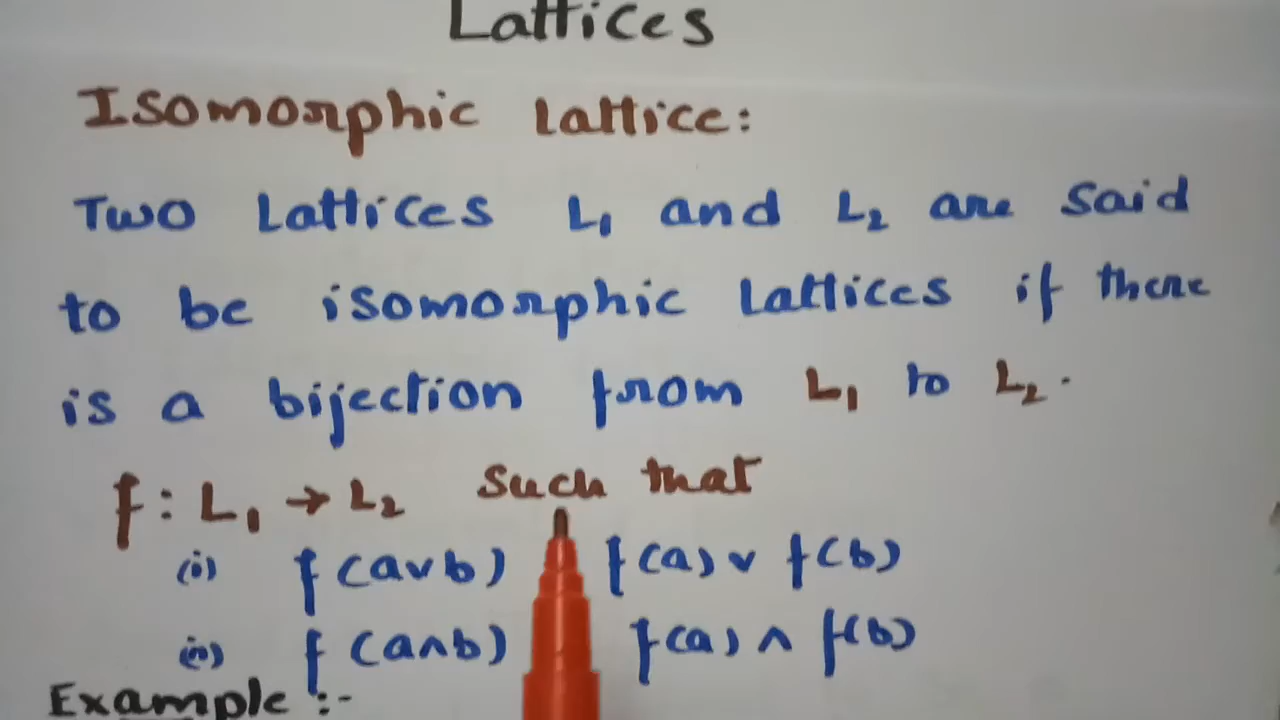 Lattices
Isomorphic Lattice:
Two Lattices L₁ and L₂ are said
to be isomorphic Lattices if there
is a bijection from L₁ to L₂.
f : L₁ → L₂ Such that
(i) f (a∨b) f(a) ∨ f(b)
(ii) f (a∧b) f(a) ∧ f(b)
Example :-